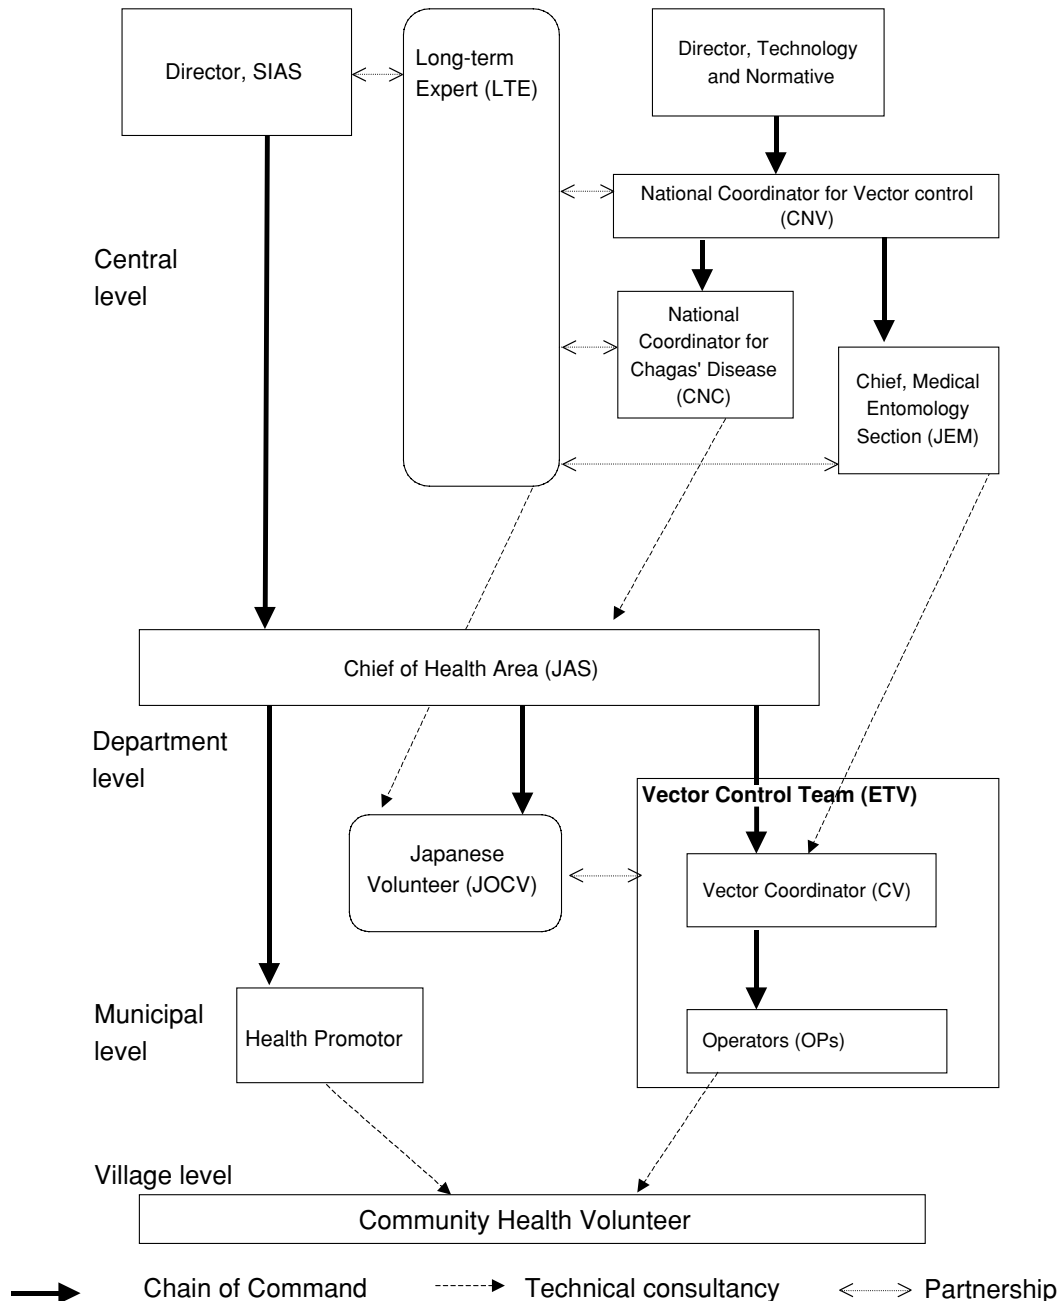 Director, SIAS
Long-term
Expert (LTE)
Director, Technology
and Normative
National Coordinator for Vector control
(CNV)
Central
level
National
Coordinator for
Chagas' Disease
(CNC)
Chief, Medical
Entomology
Section (JEM)
Chief of Health Area (JAS)
Department
level
Vector Control Team (ETV)
Japanese
Volunteer (JOCV)
Vector Coordinator (CV)
Municipal
level
Health Promotor
Operators (OPs)
Village level
Community Health Volunteer
Chain of Command
Technical consultancy
Partnership